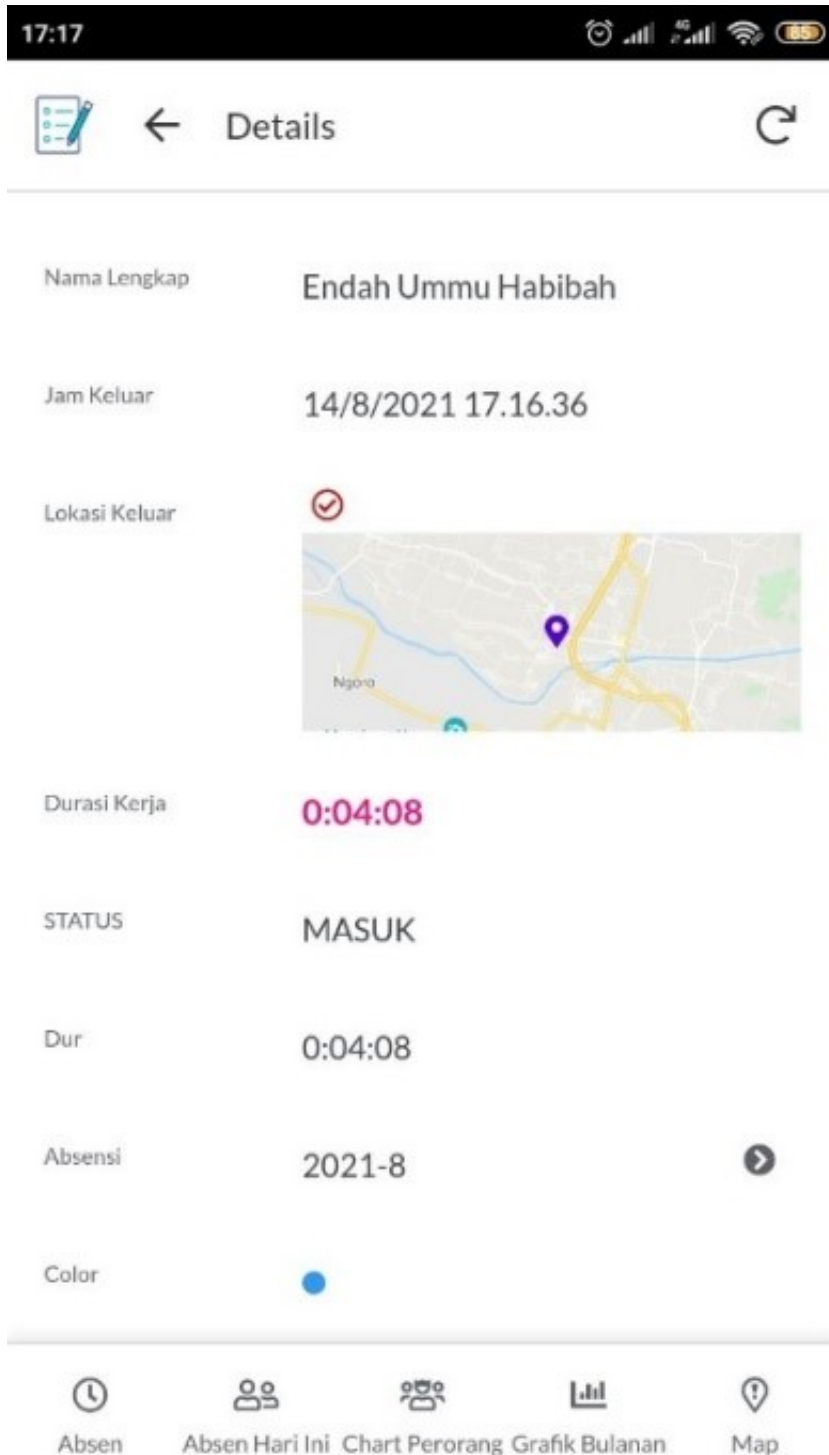 17:17
4G
85
Details
Nama Lengkap
Endah Ummu Habibah
Jam Keluar
14/8/2021 17.16.36
Lokasi Keluar
Ngoro
Durasi Kerja
0:04:08
STATUS
MASUK
Dur
0:04:08
Absensi
2021-8
Color
Absen
Absen Hari Ini
Chart Perorang
Grafik Bulanan
Map